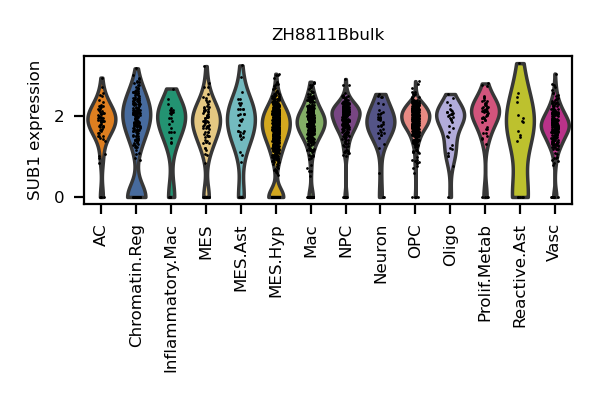 ZH8811Bbulk
SUB1 expression
2
0
AC
Chromatin.Reg
Inflammatory.Mac
MES
MES.Ast
MES.Hyp
Mac
NPC
Neuron
OPC
Oligo
Prolif.Metab
Reactive.Ast
Vasc